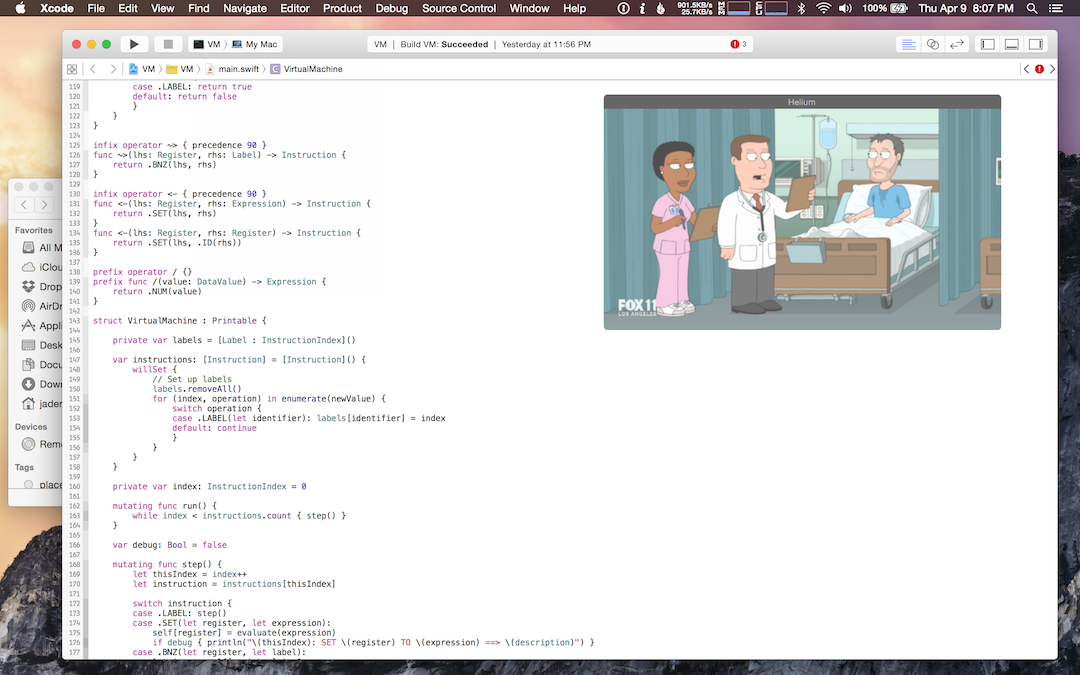 Xcode File Edit View Find Navigate Editor Product Debug Source Control Window Help 901.5KB/s 25.7KB/s 100% Thu Apr 9 8:07 PM
VM 〉 My Mac VM | Build VM: Succeeded | Yesterday at 11:56 PM 3
VM 〉 VM 〉 main.swift 〉 C VirtualMachine
119 case .LABEL: return true
120 default: return false
121 }
122 }
123 }
124
125 infix operator ~> { precedence 90 }
126 func ~>(lhs: Register, rhs: Label) -> Instruction {
127 return .BNZ(lhs, rhs)
128 }
129
130 infix operator <- { precedence 90 }
131 func <-(lhs: Register, rhs: Expression) -> Instruction {
132 return .SET(lhs, rhs)
133 }
134 func <-(lhs: Register, rhs: Register) -> Instruction {
135 return .SET(lhs, .ID(rhs))
136 }
137
138 prefix operator / {}
139 prefix func /(value: DataValue) -> Expression {
140 return .NUM(value)
141 }
142
143 struct VirtualMachine : Printable {
144
145 private var labels = [Label : InstructionIndex]()
146
147 var instructions: [Instruction] = [Instruction]() {
148 willSet {
149 // Set up labels
150 labels.removeAll()
151 for (index, operation) in enumerate(newValue) {
152 switch operation {
153 case .LABEL(let identifier): labels[identifier] = index
154 default: continue
155 }
156 }
157 }
158 }
159
160 private var index: InstructionIndex = 0
161
162 mutating func run() {
163 while index < instructions.count { step() }
164 }
165
166 var debug: Bool = false
167
168 mutating func step() {
169 let thisIndex = index++
170 let instruction = instructions[thisIndex]
171
172 switch instruction {
173 case .LABEL: step()
174 case .SET(let register, let expression):
175 self[register] = evaluate(expression)
176 if debug { println("\(thisIndex): SET \(register) TO \(expression) ==> \(description)") }
177 case .BNZ(let register, let label):
Helium
FOX 11
LOS ANGELES
Favorites
All M
iClou
Drop
AirDr
Appli
Desk
Docu
Down
jader
Devices
Rem
Tags
place